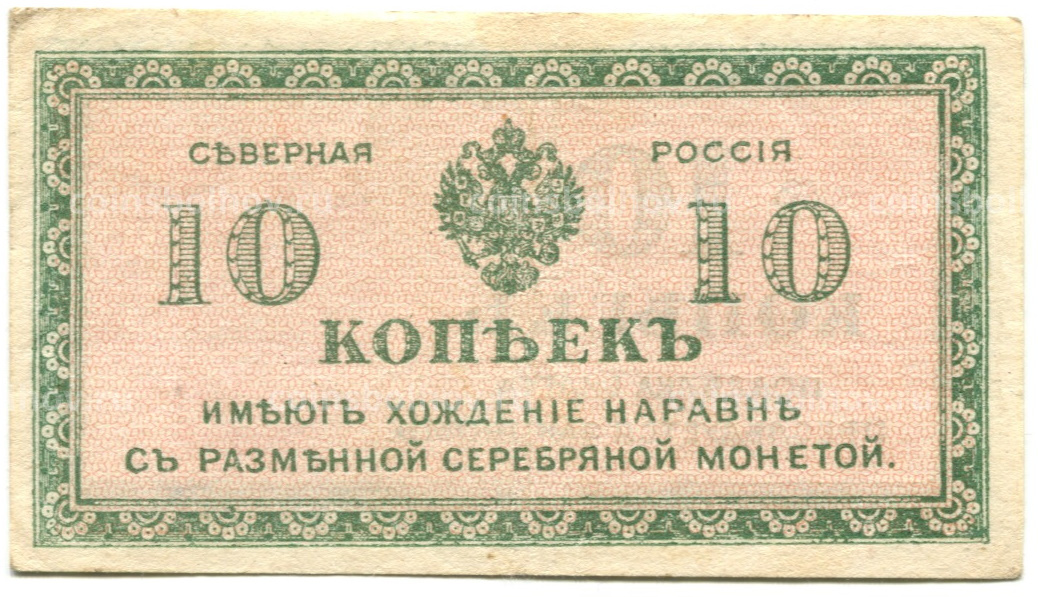 СѢВЕРНАЯ РОССІЯ
10 10
КОПѢЕКЪ
ИМѢЮТЪ ХОЖДЕНІЕ НАРАВНѢ
СЪ РАЗМѢННОЙ СЕРЕБРЯНОЙ МОНЕТОЙ.